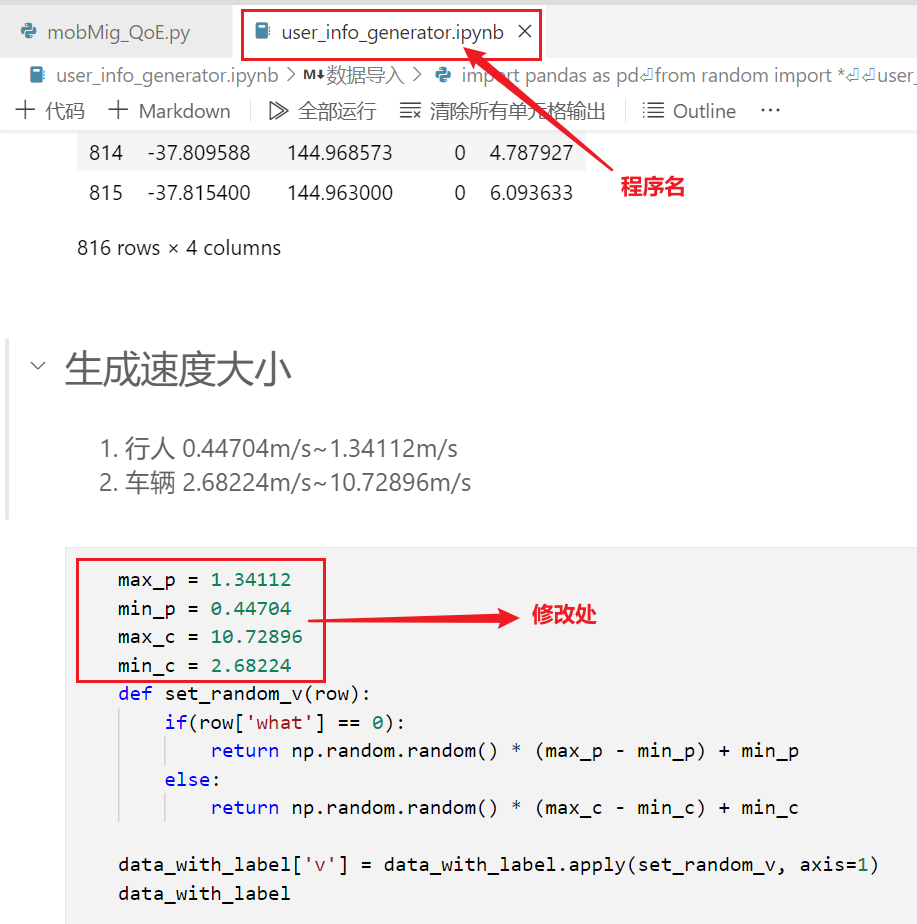 mobMig_QoE.py user_info_generator.ipynb
user_info_generator.ipynb > M↓数据导入 > import pandas as pd⏎from random import *⏎⏎user_
代码 Markdown 全部运行 清除所有单元格输出 Outline ···
程序名
814 -37.809588 144.968573 0 4.787927
815 -37.815400 144.963000 0 6.093633
816 rows × 4 columns
生成速度大小
1. 行人 0.44704m/s~1.34112m/s
2. 车辆 2.68224m/s~10.72896m/s
max_p = 1.34112
min_p = 0.44704
修改处
max_c = 10.72896
min_c = 2.68224
def set_random_v(row):
if(row['what'] == 0):
return np.random.random() * (max_p - min_p) + min_p
else:
return np.random.random() * (max_c - min_c) + min_c
data_with_label['v'] = data_with_label.apply(set_random_v, axis=1)
data_with_label